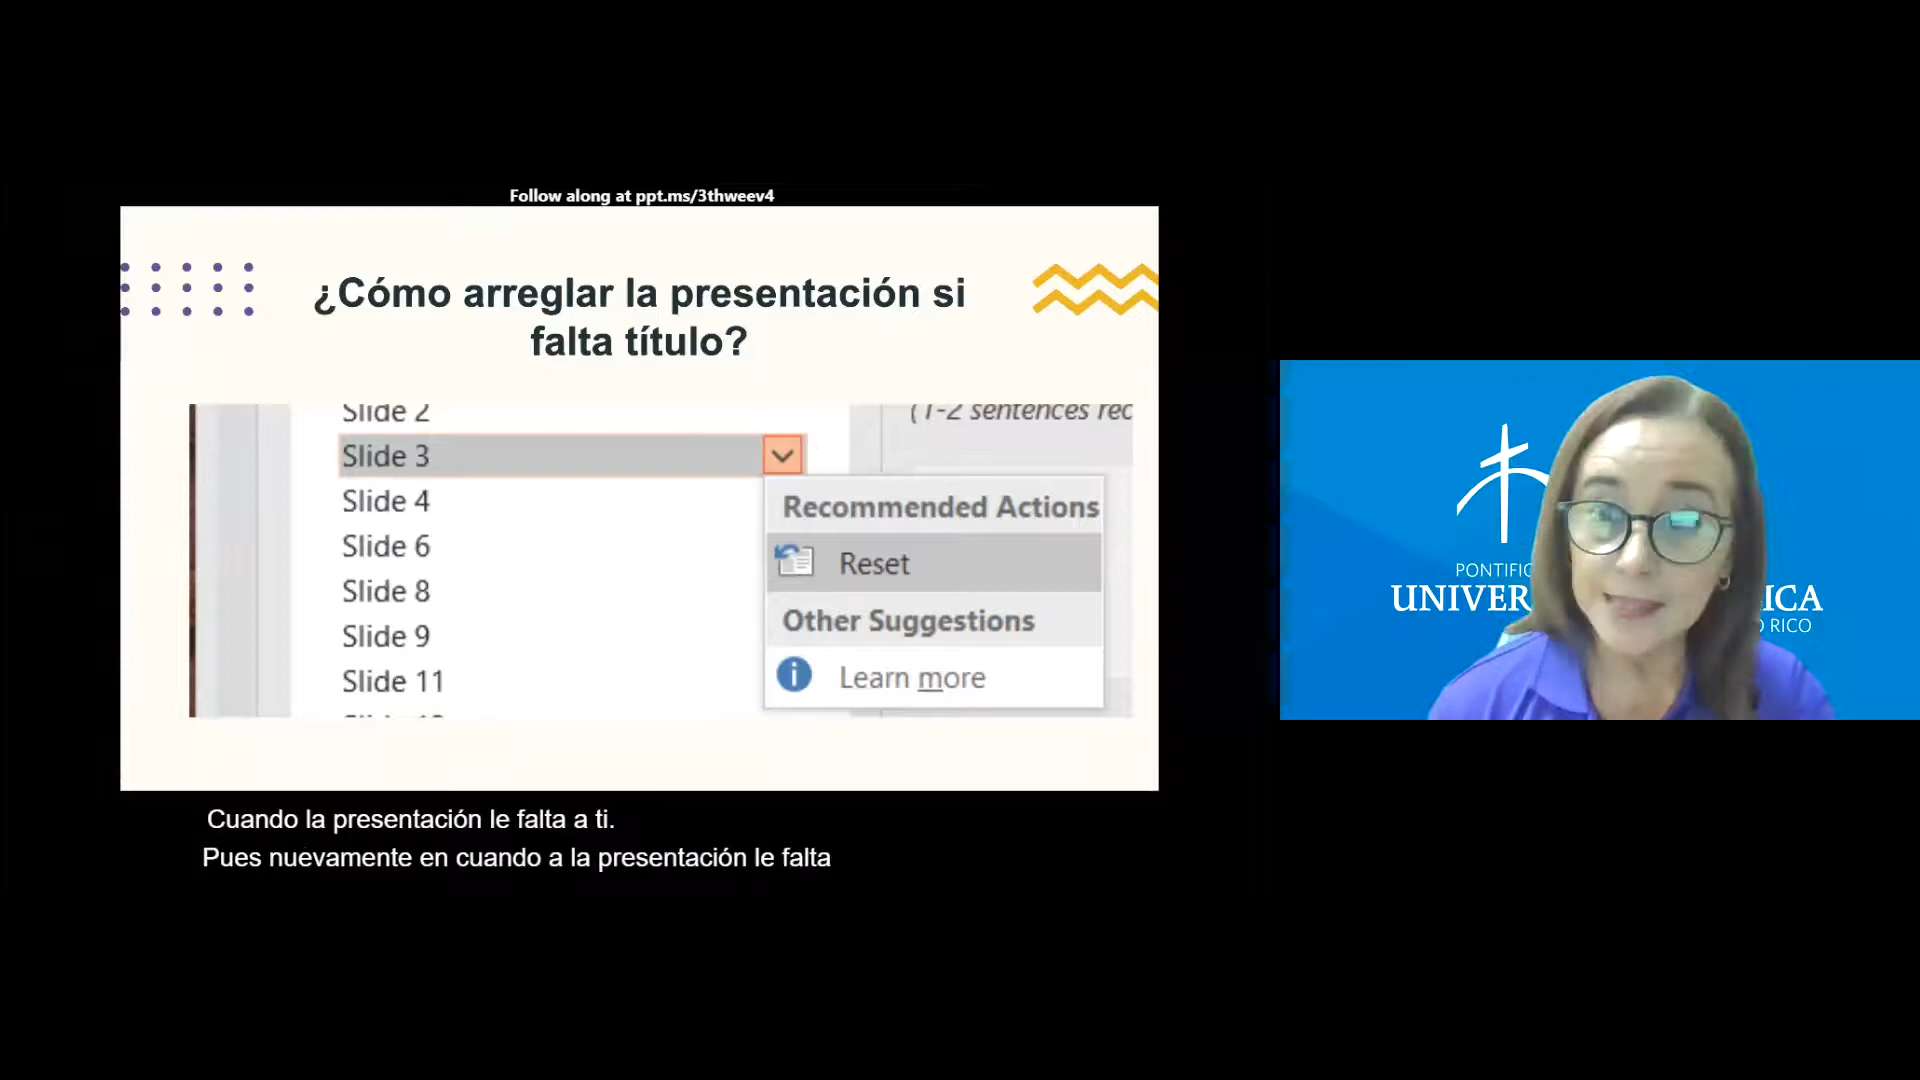 Follow along at ppt.ms/3thweev4
¿Cómo arreglar la presentación si
falta título?
Slide 2
(1-2 sentences rec
Slide 3
Slide 4
Slide 6
Slide 8
Slide 9
Slide 11
Recommended Actions
Reset
Other Suggestions
Learn more
Cuando la presentación le falta a ti.
Pues nuevamente en cuando a la presentación le falta
PONTIFIC
UNIVER ICA
RICO